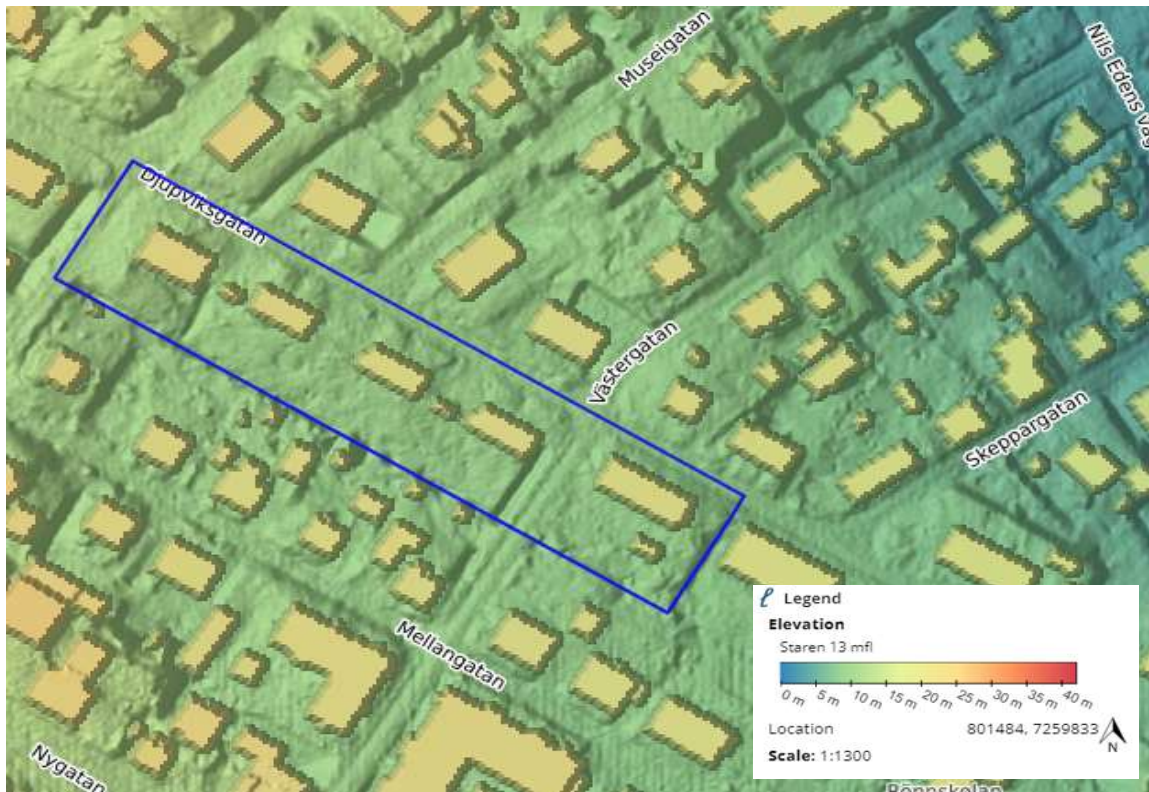 Museigatan
Nils Edens väg
Djupviksgatan
Västergatan
Skeppargatan
Mellangatan
Nygatan
Legend
Elevation
Staren 13 mfl
0 m 5 m 10 m 15 m 20 m 25 m 30 m 35 m 40 m
Location 801484, 7259833
N
Scale: 1:1300